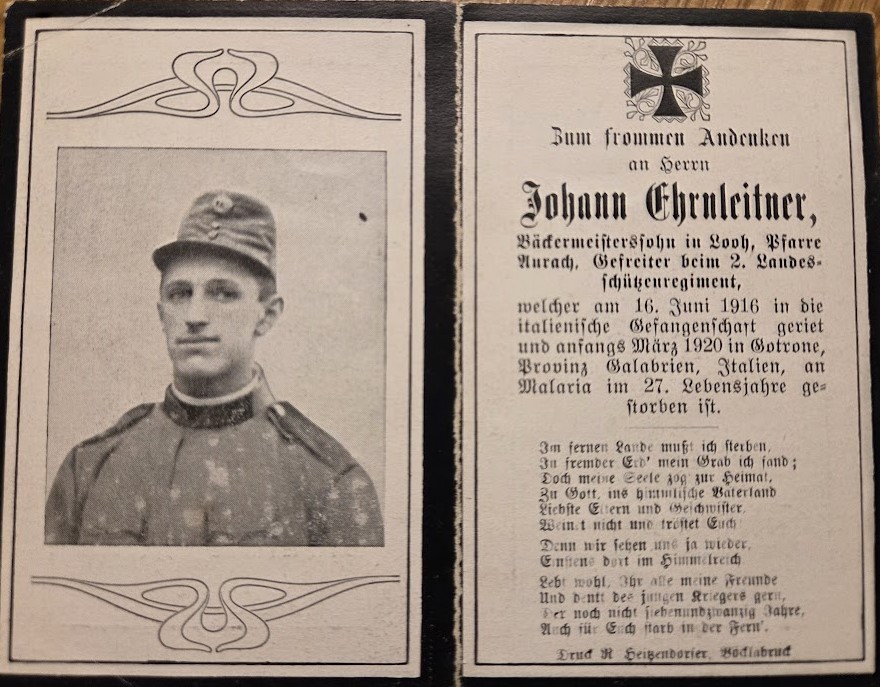 Zum frommen Andenken
an Herrn
Johann Ehrnleitner,
Bäckermeisterssohn in Looh, Pfarre
Aurach, Gefreiter beim 2. Landes-
schützenregiment,
welcher am 16. Juni 1916 in die
italienische Gefangenschaft geriet
und anfangs März 1920 in Gotrone,
Provinz Galabrien, Italien, an
Malaria im 27. Lebensjahre ge-
storben ist.
Im fernen Lande mußt ich sterben,
In fremder Erd' mein Grab ich fand;
Doch meine Seele zog zur Heimat,
Zu Gott, ins himmlische Vaterland
Liebste Eltern und Geschwister,
Weinet nicht und tröstet Euch
Denn wir sehen uns ja wieder,
Einstens dort im Himmelreich
Lebt wohl, Ihr alle meine Freunde
Und denkt des jungen Kriegers gern,
Der noch nicht siebenundzwanzig Jahre,
Auch für Euch starb in der Fern'.
Druck R Heitzendorfer, Vöcklabruck